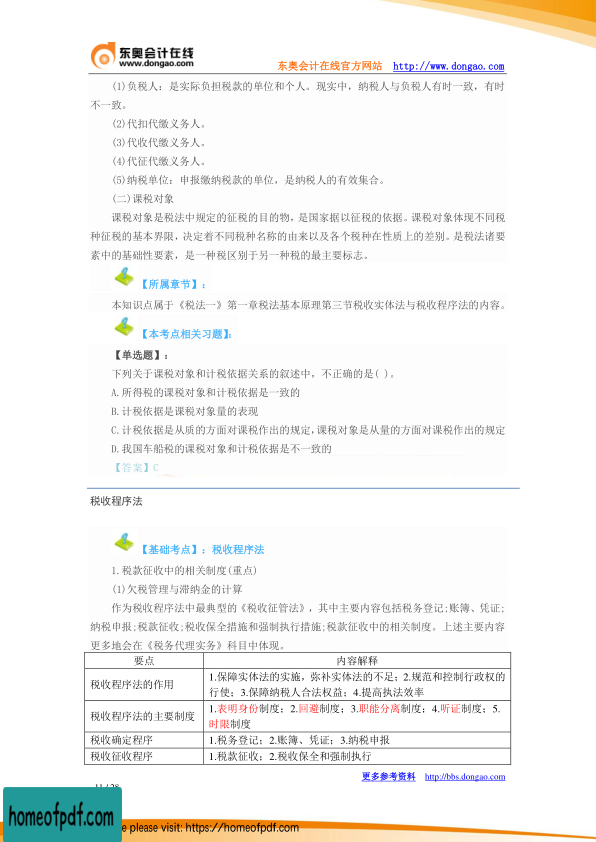 东奥会计在线
www.dongao.com
东奥会计在线官方网站 http://www.dongao.com
(1)负税人：是实际负担税款的单位和个人。现实中，纳税人与负税人有时一致，有时
不一致。
(2)代扣代缴义务人。
(3)代收代缴义务人。
(4)代征代缴义务人。
(5)纳税单位：申报缴纳税款的单位，是纳税人的有效集合。
(二)课税对象
课税对象是税法中规定的征税的目的物，是国家据以征税的依据。课税对象体现不同税
种征税的基本界限，决定着不同税种名称的由来以及各个税种在性质上的差别。是税法诸要
素中的基础性要素，是一种税区别于另一种税的最主要标志。
【所属章节】：
本知识点属于《税法一》第一章税法基本原理第三节税收实体法与税收程序法的内容。
【本考点相关习题】：
【单选题】：
下列关于课税对象和计税依据关系的叙述中，不正确的是( )。
A.所得税的课税对象和计税依据是一致的
B.计税依据是课税对象量的表现
C.计税依据是从质的方面对课税作出的规定,课税对象是从量的方面对课税作出的规定
D.我国车船税的课税对象和计税依据是不一致的
【答案】C
税收程序法
【基础考点】：税收程序法
1.税款征收中的相关制度(重点)
(1)欠税管理与滞纳金的计算
作为税收程序法中最典型的《税收征管法》，其中主要内容包括税务登记;账簿、凭证;
纳税申报;税款征收;税收保全措施和强制执行措施;税款征收中的相关制度。上述主要内容
更多地会在《税务代理实务》科目中体现。
要点 内容解释
税收程序法的作用 1.保障实体法的实施，弥补实体法的不足；2.规范和控制行政权的
行使；3.保障纳税人合法权益；4.提高执法效率
税收程序法的主要制度 1.表明身份制度；2.回避制度；3.职能分离制度；4.听证制度；5.
时限制度
税收确定程序 1.税务登记；2.账簿、凭证；3.纳税申报
税收征收程序 1.税款征收；2.税收保全和强制执行
更多参考资料 http://bbs.dongao.com
11 / 28
homeofpdf.com
e please visit: https://homeofpdf.com